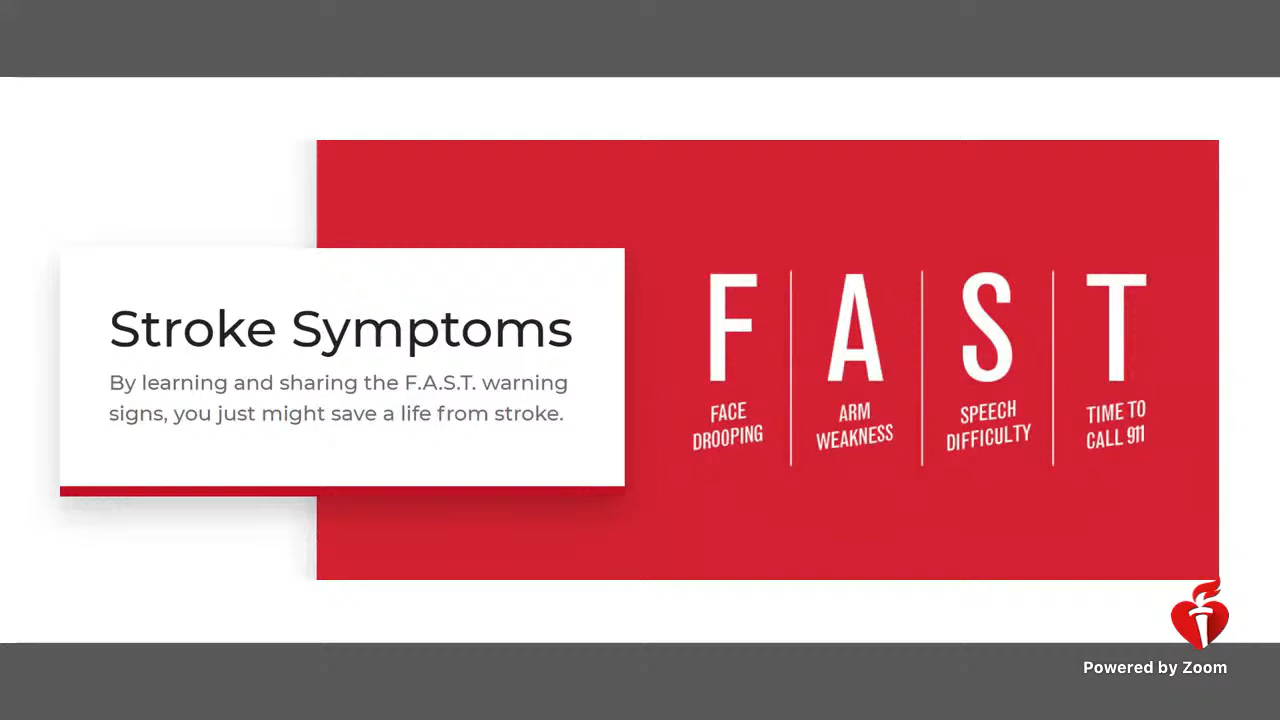 Stroke Symptoms
By learning and sharing the F.A.S.T. warning
signs, you just might save a life from stroke.
F
FACE
DROOPING
A
ARM
WEAKNESS
S
SPEECH
DIFFICULTY
T
TIME TO
CALL 911
Powered by Zoom